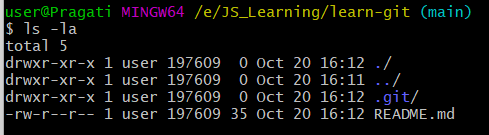 user@Pragati MINGW64 /e/JS_Learning/learn-git (main)
$ ls -la
total 5
drwxr-xr-x 1 user 197609  0 Oct 20 16:12 ./
drwxr-xr-x 1 user 197609  0 Oct 20 16:11 ../
drwxr-xr-x 1 user 197609  0 Oct 20 16:12 .git/
-rw-r--r-- 1 user 197609 35 Oct 20 16:12 README.md